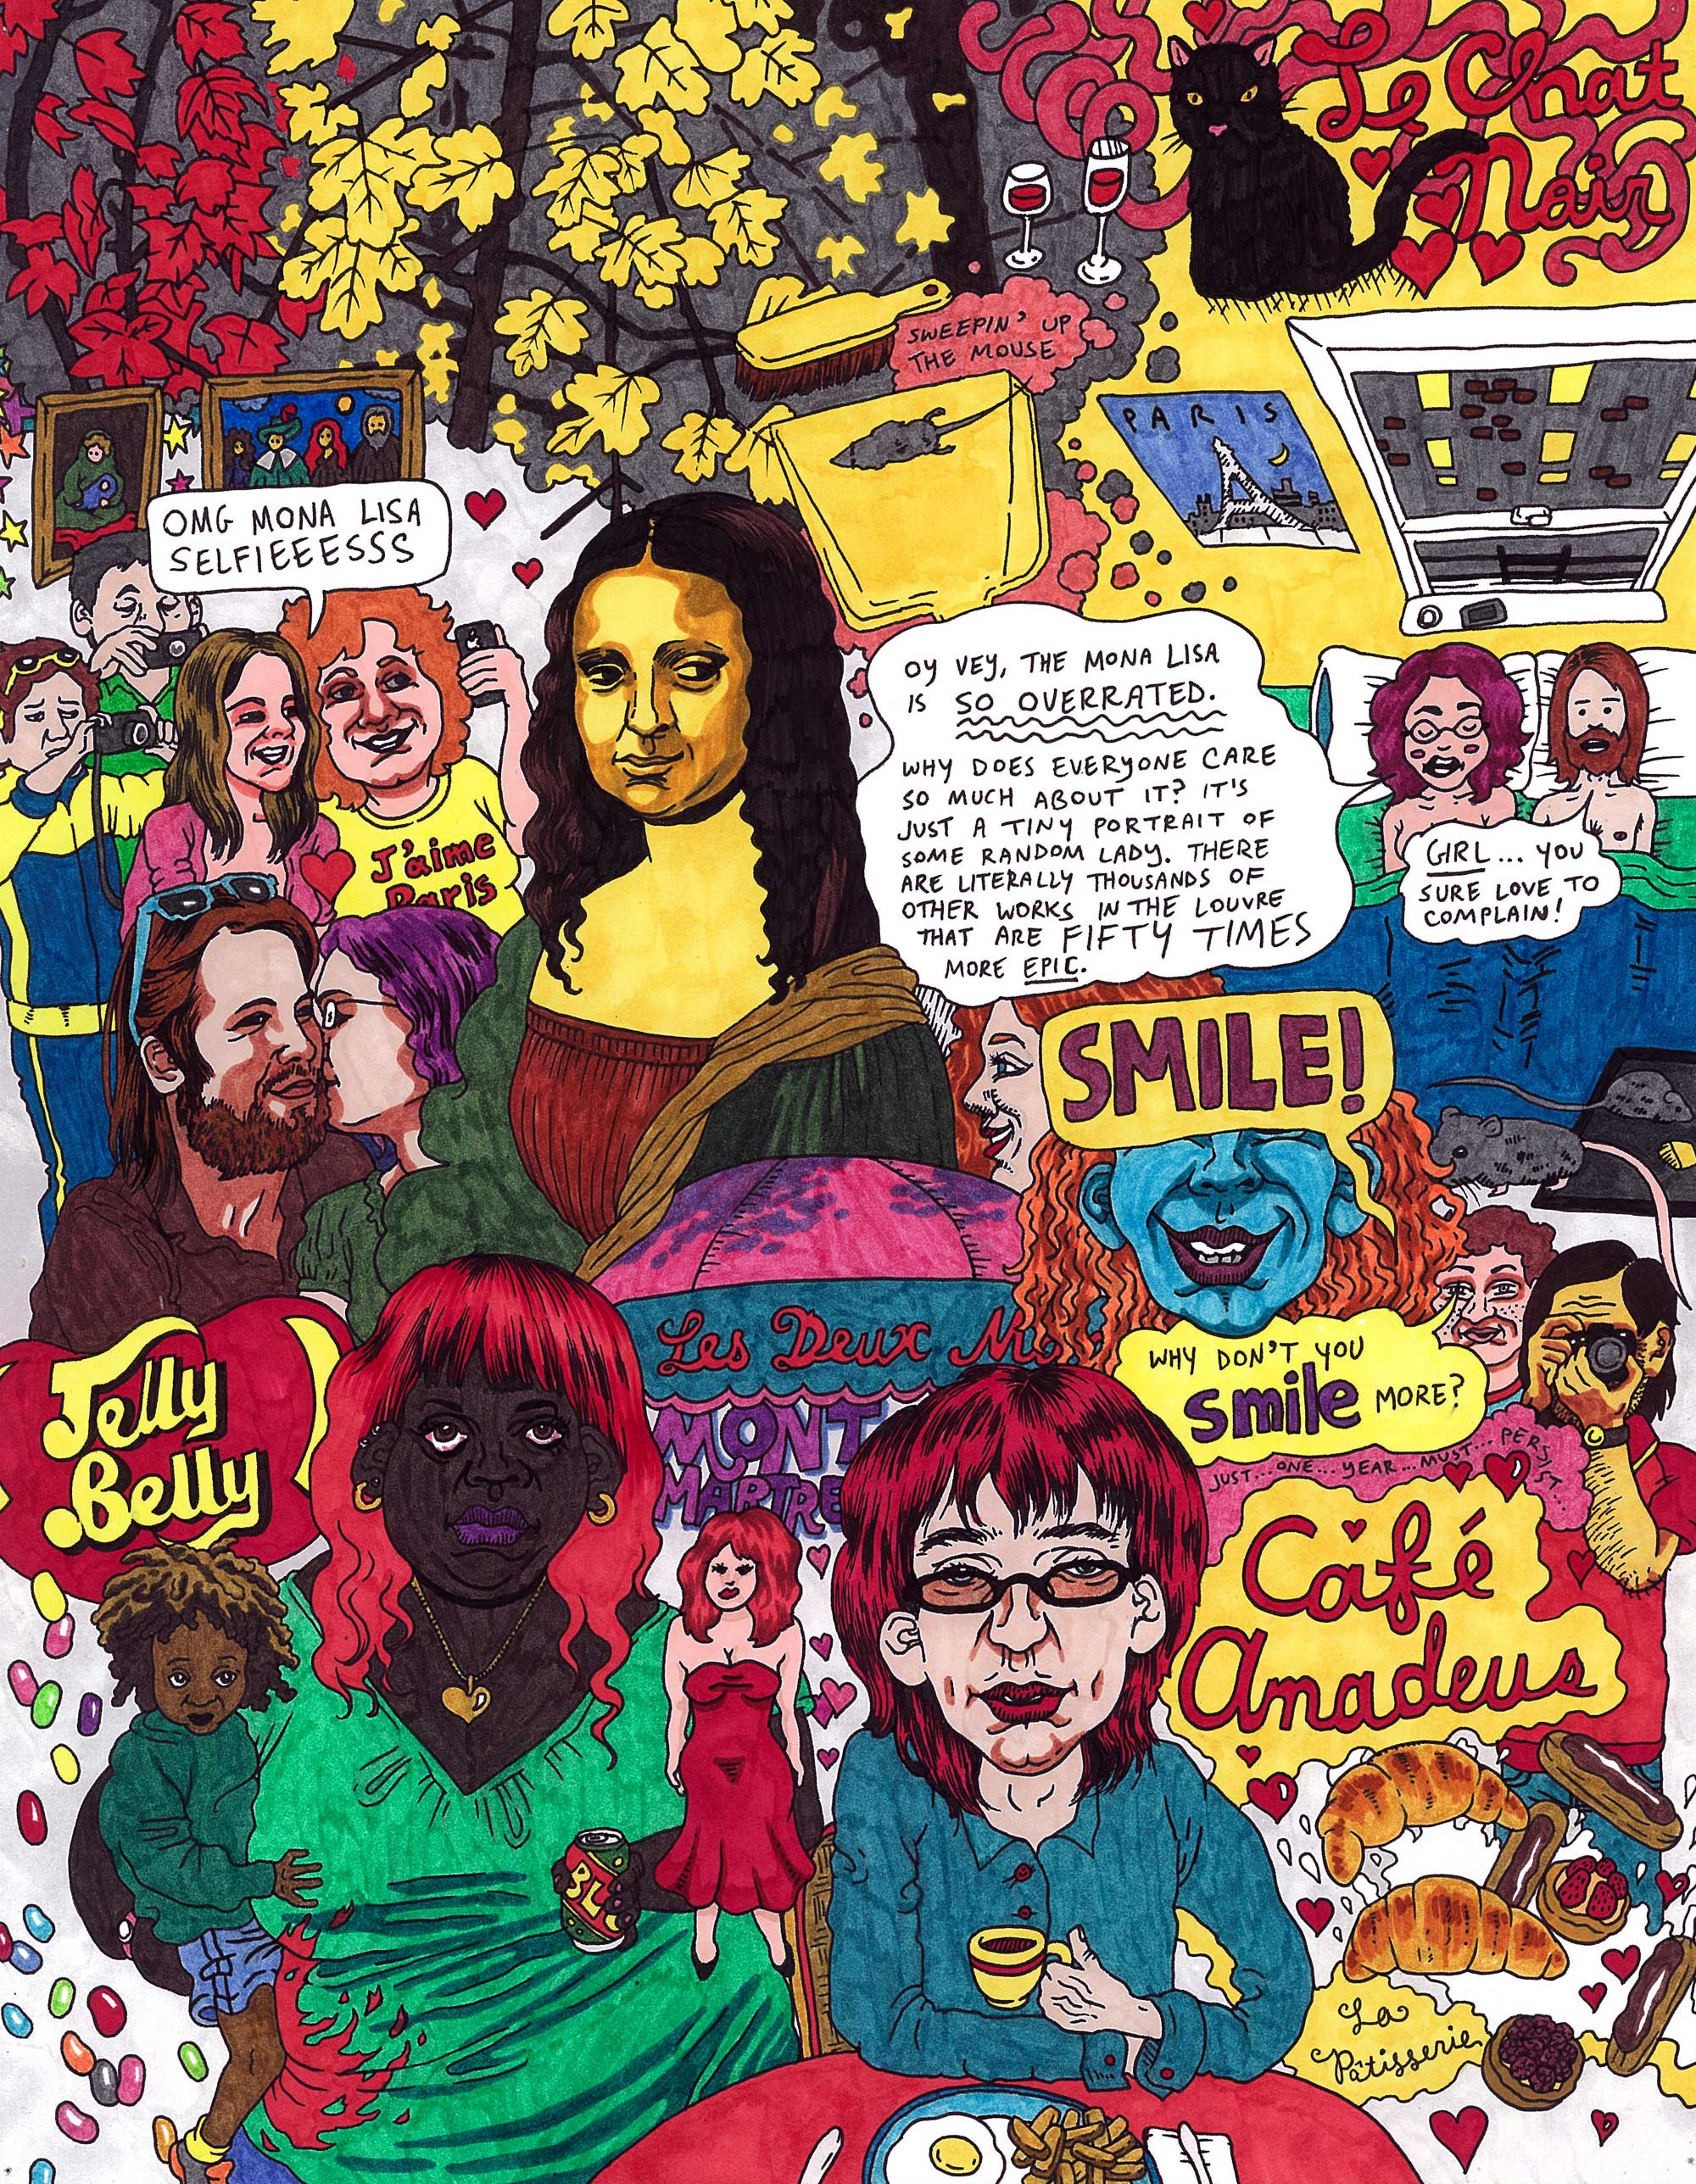 Le Chat
Noir
SWEEPIN' UP
THE MOUSE
PARIS
OMG MONA LISA
SELFIEEEESSS
OY VEY, THE MONA LISA
IS SO OVERRATED.
WHY DOES EVERYONE CARE
SO MUCH ABOUT IT? IT'S
JUST A TINY PORTRAIT OF
SOME RANDOM LADY. THERE
ARE LITERALLY THOUSANDS OF
OTHER WORKS IN THE LOUVRE
THAT ARE FIFTY TIMES
MORE EPIC.
GIRL... YOU
SURE LOVE TO
COMPLAIN!
J'aime
Paris
SMILE!
Les Deux M
WHY DON'T YOU
smile MORE?
Jelly
Belly
MONT
MARTRE
JUST...ONE...YEAR...MUST...PERSIST...
Café
Amadeus
BL
La
Pâtisserie